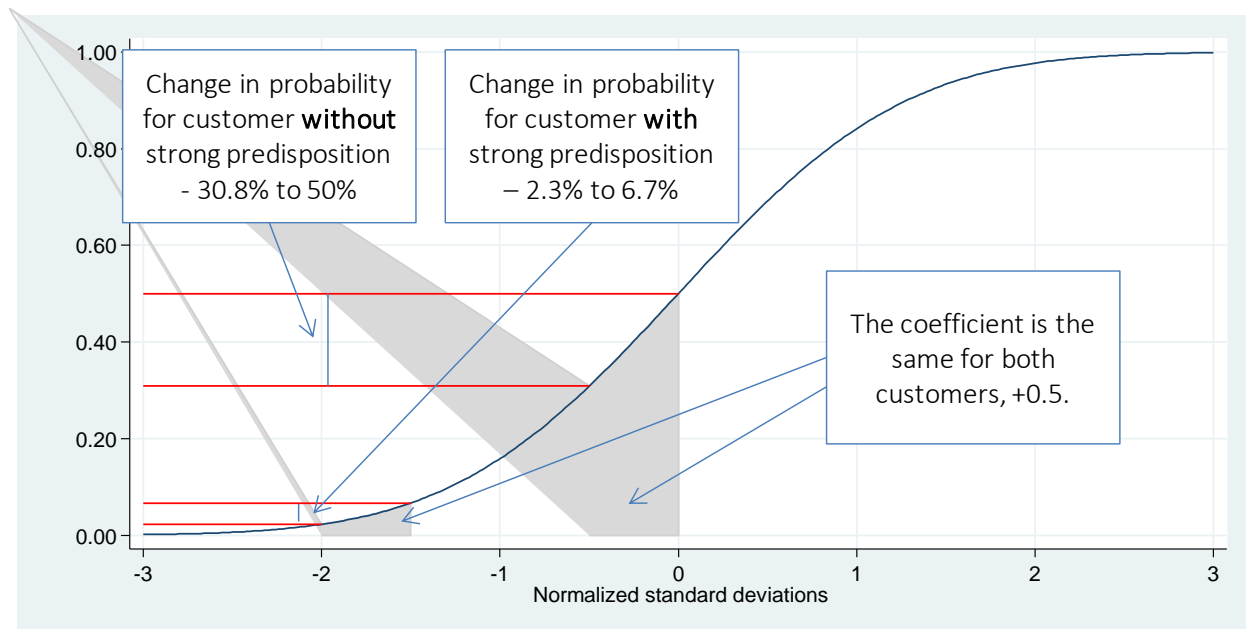 Change in probability
for customer without
strong predisposition
- 30.8% to 50%
Change in probability
for customer with
strong predisposition
– 2.3% to 6.7%
The coefficient is the
same for both
customers, +0.5.
1.00
0.80
0.60
0.40
0.20
0.00
-3 -2 -1 0 1 2 3
Normalized standard deviations